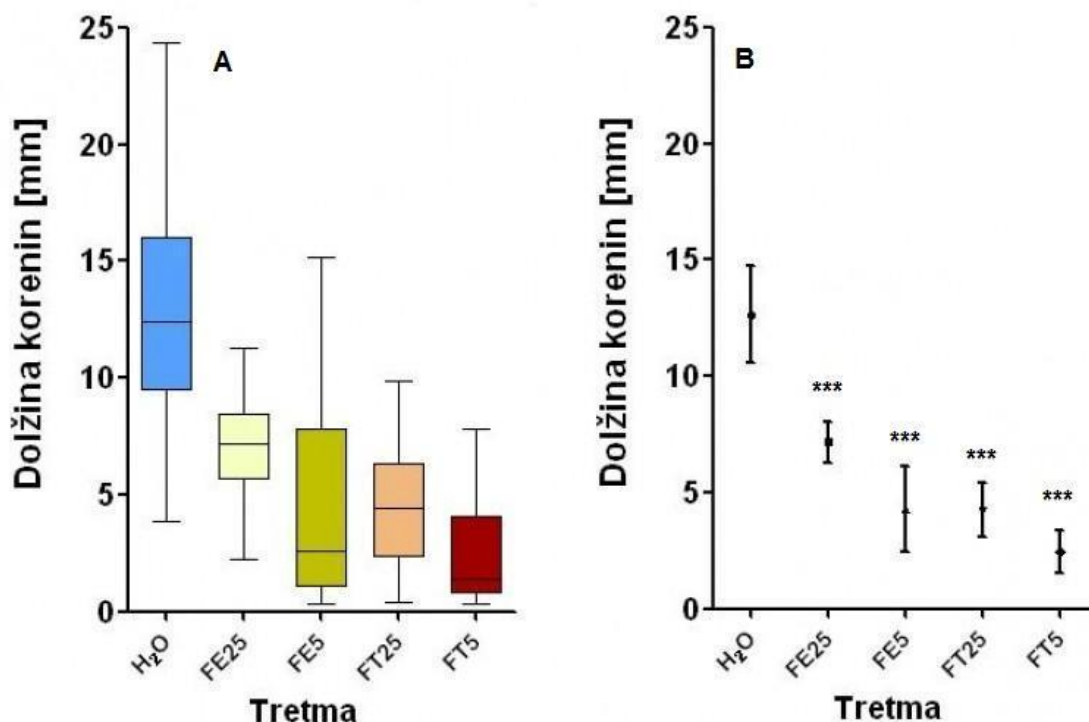 A
Dolžina korenin [mm]
25
20
15
10
5
0
H₂O
FE25
FE5
FT25
FT5
Tretma
B
Dolžina korenin [mm]
25
20
15
10
5
0
***
***
***
***
H₂O
FE25
FE5
FT25
FT5
Tretma